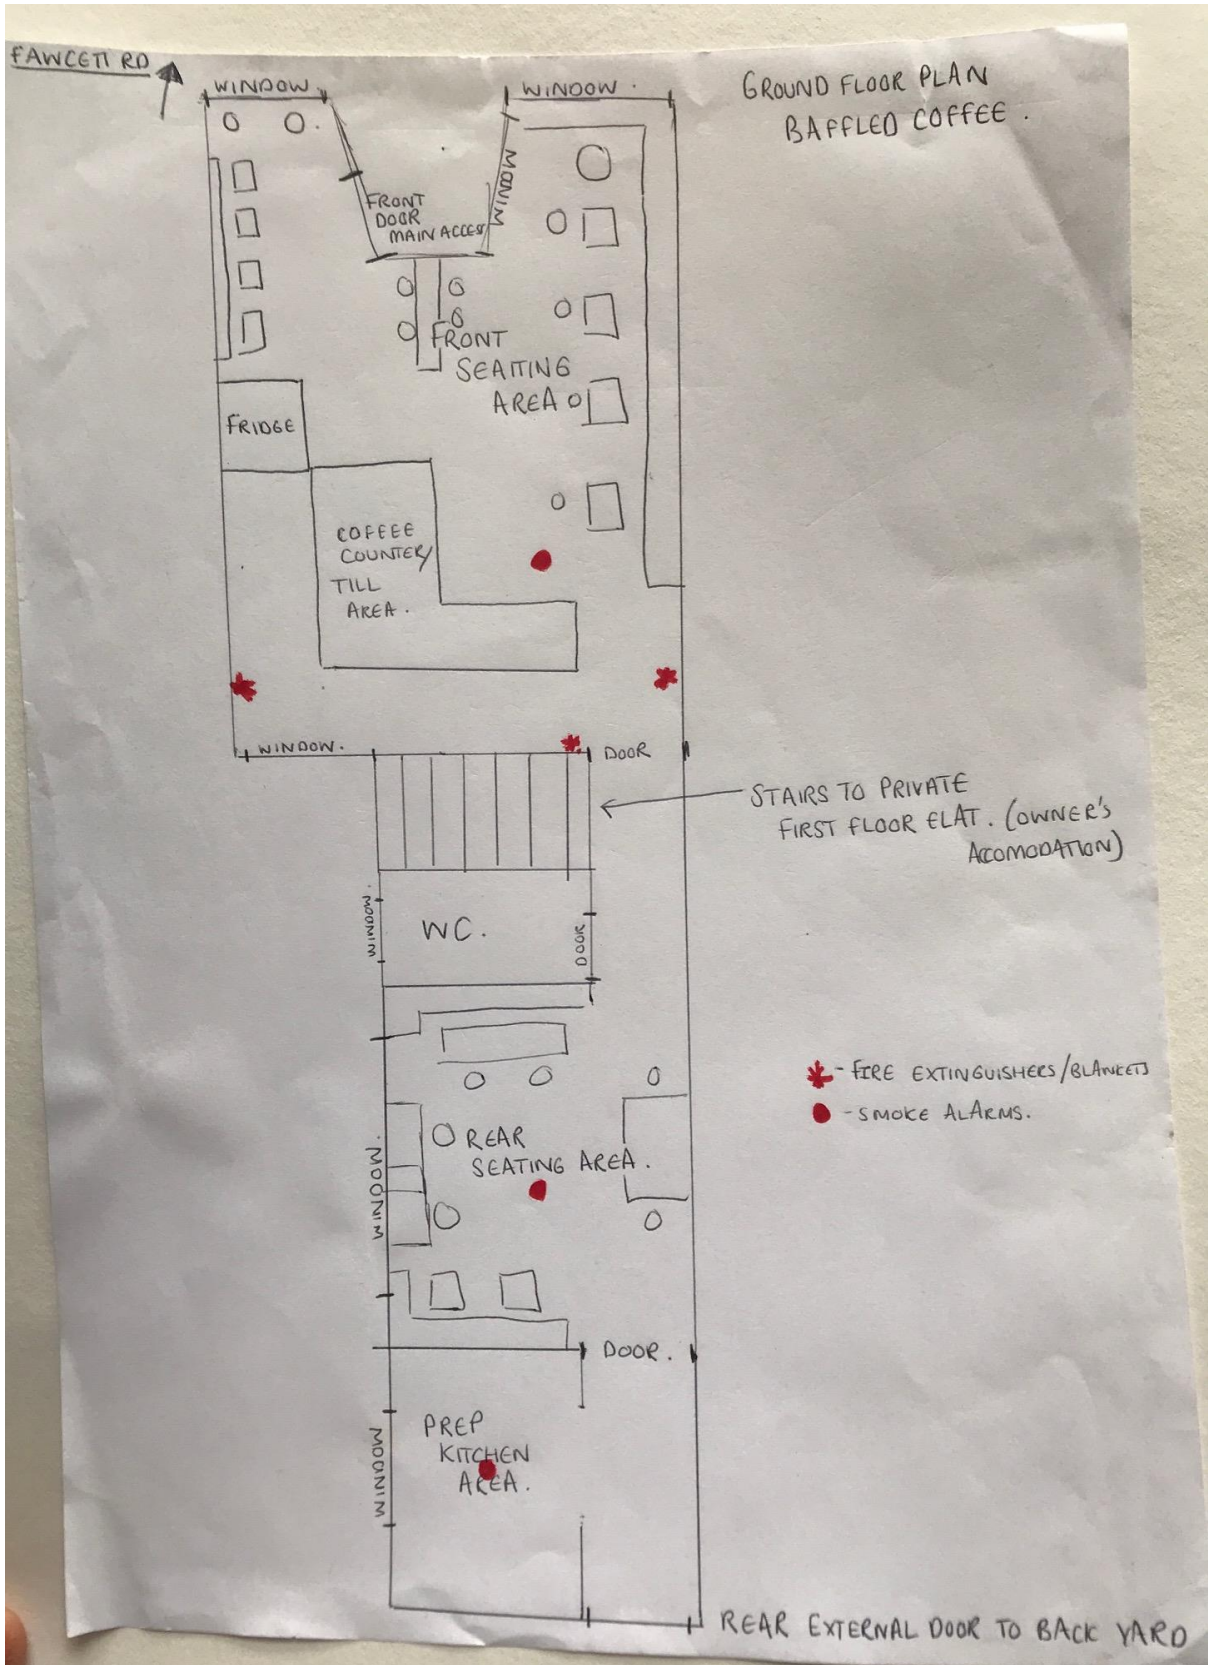 FAWCETT RD
WINDOW.
WINDOW.
GROUND FLOOR PLAN
BAFFLED COFFEE.
WINDOW
FRONT
DOOR
MAIN ACCESS
FRONT
SEATING
AREA
FRIDGE
COFFEE
COUNTER/
TILL
AREA.
WINDOW.
DOOR
STAIRS TO PRIVATE
FIRST FLOOR FLAT. (OWNER'S
ACCOMODATION)
WINDOW.
WC.
DOOR
- FIRE EXTINGUISHERS/BLANKETS
- SMOKE ALARMS.
REAR
SEATING AREA.
WINDOW.
DOOR.
PREP
KITCHEN
AREA.
WINDOW
REAR EXTERNAL DOOR TO BACK YARD